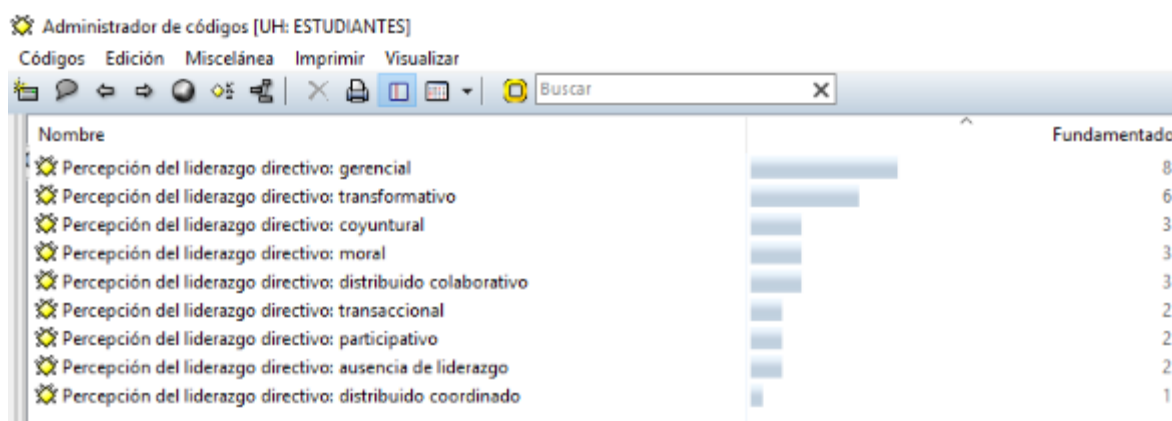 Administrador de códigos [UH: ESTUDIANTES]
Códigos Edición Miscelánea Imprimir Visualizar
Buscar
Nombre Fundamentado
Percepción del liderazgo directivo: gerencial 8
Percepción del liderazgo directivo: transformativo 6
Percepción del liderazgo directivo: coyuntural 3
Percepción del liderazgo directivo: moral 3
Percepción del liderazgo directivo: distribuido colaborativo 3
Percepción del liderazgo directivo: transaccional 2
Percepción del liderazgo directivo: participativo 2
Percepción del liderazgo directivo: ausencia de liderazgo 2
Percepción del liderazgo directivo: distribuido coordinado 1